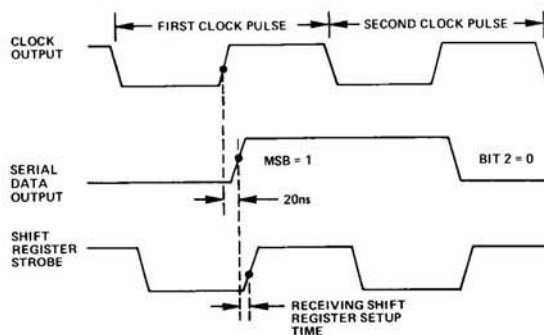 FIRST CLOCK PULSE
SECOND CLOCK PULSE
CLOCK
OUTPUT
SERIAL
DATA
OUTPUT
MSB = 1
BIT 2 = 0
20ns
SHIFT
REGISTER
STROBE
RECEIVING SHIFT
REGISTER SETUP
TIME